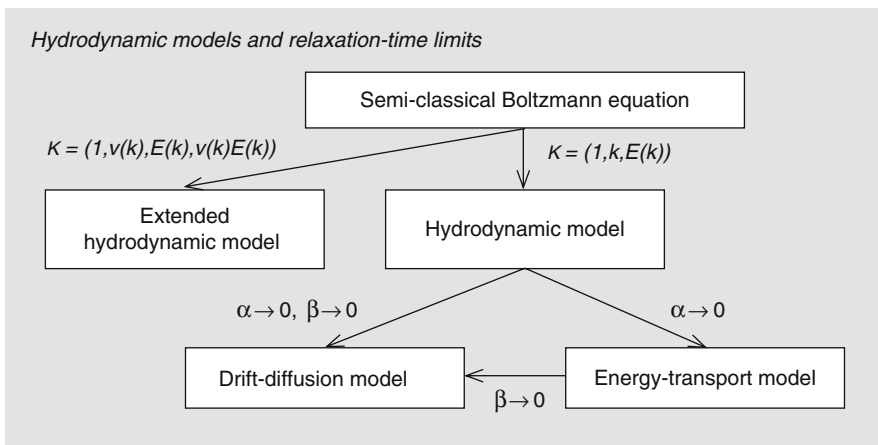 Hydrodynamic models and relaxation-time limits
Semi-classical Boltzmann equation
κ = (1,v(k),E(k),v(k)E(k))
κ = (1,k,E(k))
Extended
hydrodynamic model
Hydrodynamic model
α→0, β→0
α→0
Drift-diffusion model
Energy-transport model
β→0